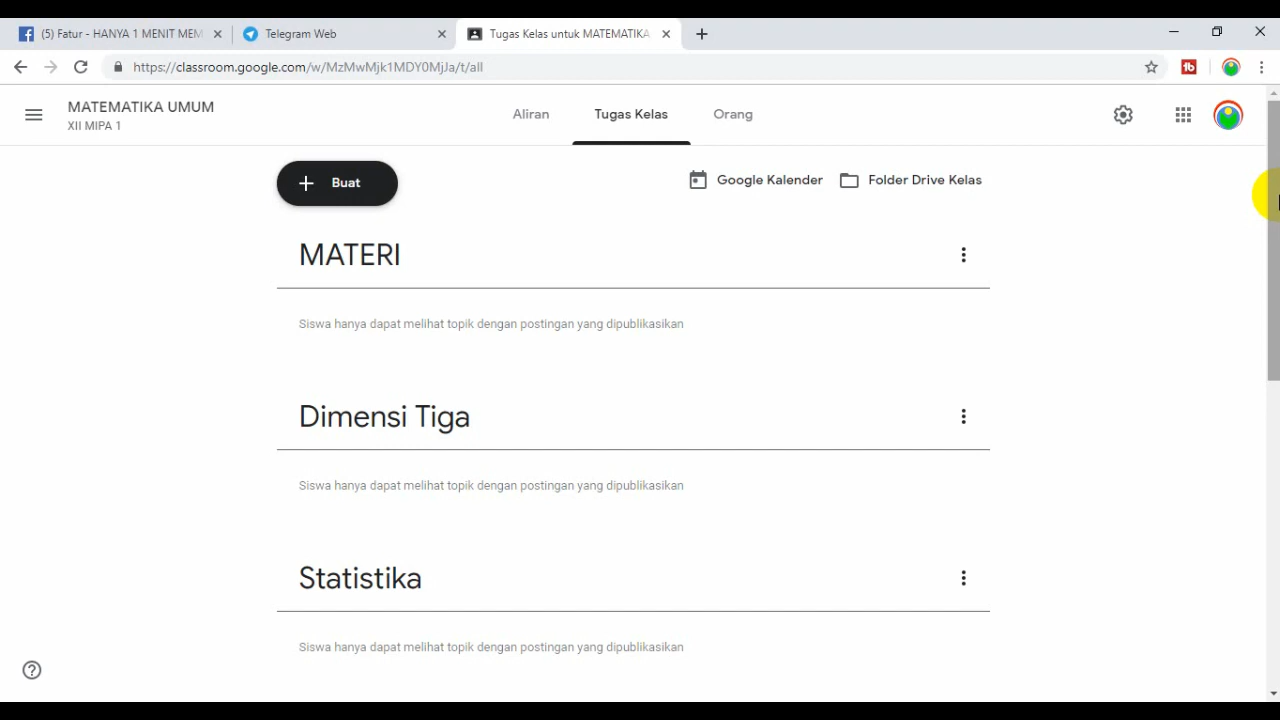 (5) Fatur - HANYA 1 MENIT MEM
Telegram Web
Tugas Kelas untuk MATEMATIKA
https://classroom.google.com/w/MzMwMjk1MDY0MjJa/t/all
MATEMATIKA UMUM
XII MIPA 1
Aliran
Tugas Kelas
Orang
Buat
Google Kalender
Folder Drive Kelas
MATERI
Siswa hanya dapat melihat topik dengan postingan yang dipublikasikan
Dimensi Tiga
Siswa hanya dapat melihat topik dengan postingan yang dipublikasikan
Statistika
Siswa hanya dapat melihat topik dengan postingan yang dipublikasikan